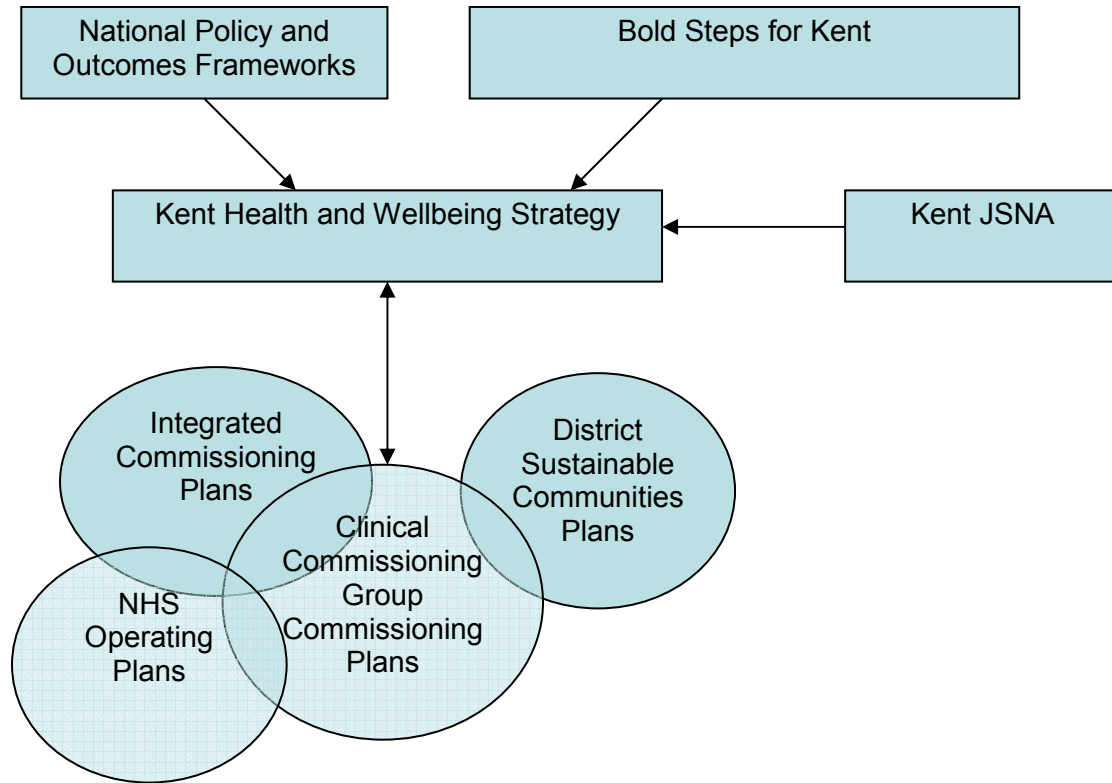 National Policy and
Outcomes Frameworks
Bold Steps for Kent
Kent Health and Wellbeing Strategy
Kent JSNA
Integrated
Commissioning
Plans
District
Sustainable
Communities
Plans
Clinical
Commissioning
Group
Commissioning
Plans
NHS
Operating
Plans